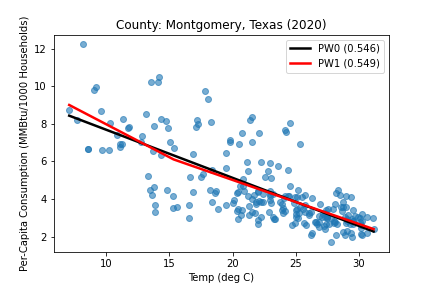 County: Montgomery, Texas (2020)
PW0 (0.546)
PW1 (0.549)
Per-Capita Consumption (MMBtu/1000 Households)
12
10
8
6
4
2
10
15
20
25
30
Temp (deg C)